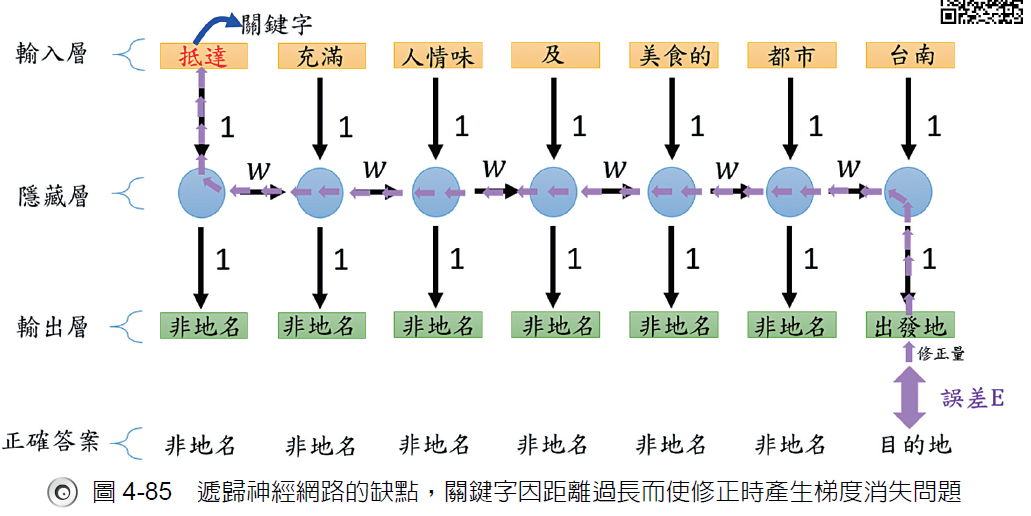 關鍵字
輸入層 抵達 充滿 人情味 及 美食的 都市 台南
1 1 1 1 1 1 1
w w w w w w
隱藏層
1 1 1 1 1 1 1
輸出層 非地名 非地名 非地名 非地名 非地名 非地名 出發地
修正量
誤差E
正確答案 非地名 非地名 非地名 非地名 非地名 非地名 目的地
圖 4-85 遞歸神經網路的缺點，關鍵字因距離過長而使修正時產生梯度消失問題